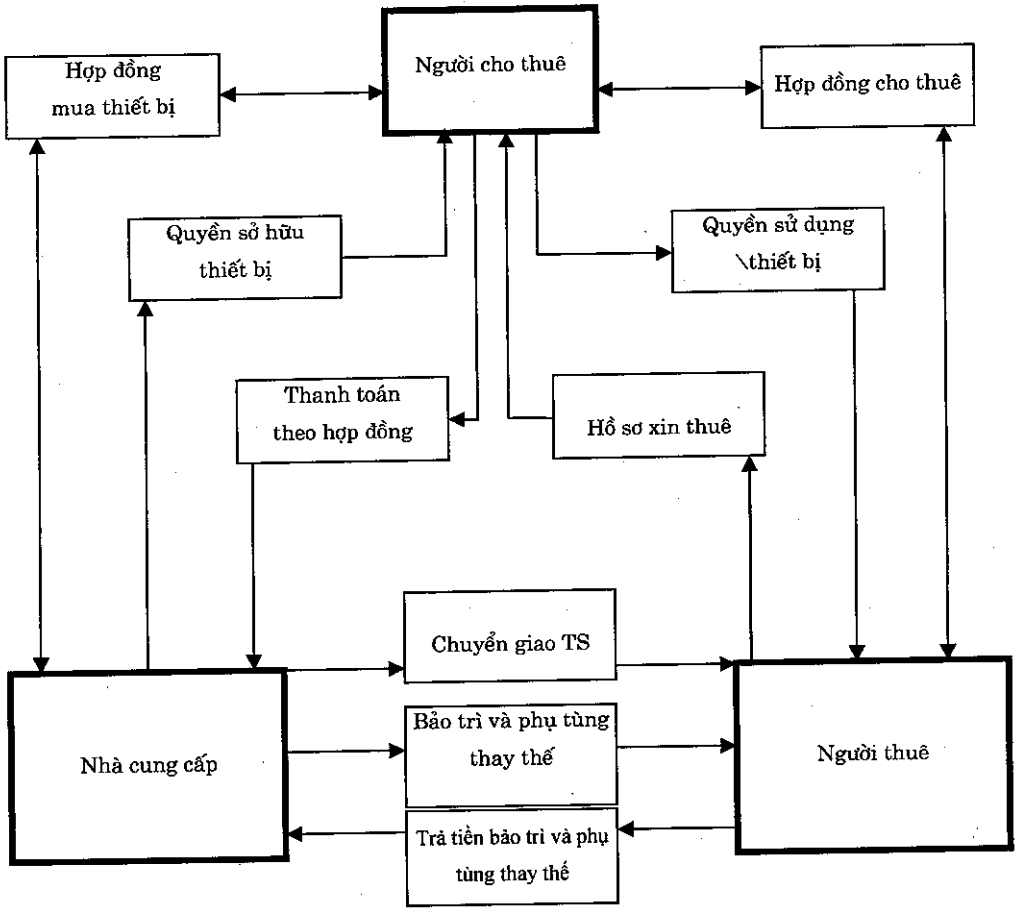 Người cho thuê
Hợp đồng
mua thiết bị
Hợp đồng cho thuê
Quyền sở hữu
thiết bị
Quyền sử dụng
\thiết bị
Thanh toán
theo hợp đồng
Hồ sơ xin thuê
Chuyển giao TS
Nhà cung cấp
Bảo trì và phụ tùng
thay thế
Người thuê
Trả tiền bảo trì và phụ
tùng thay thế